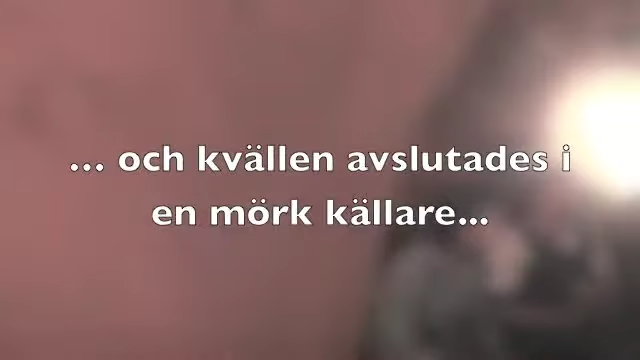 ... och kvällen avslutades i
en mörk källare...